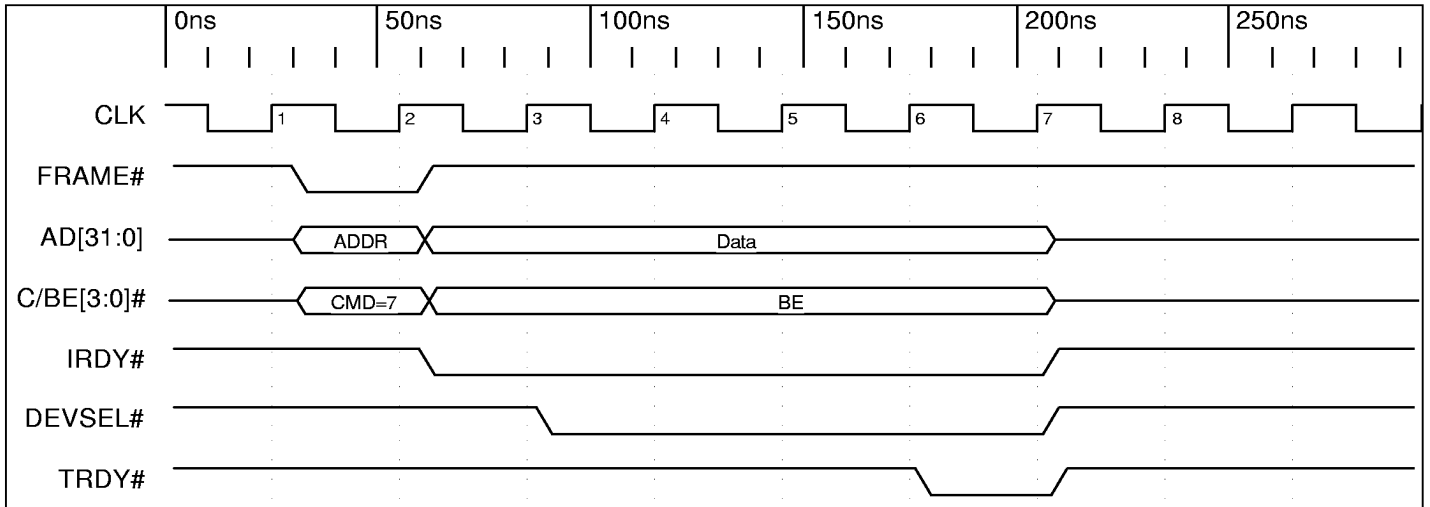 0ns 50ns 100ns 150ns 200ns 250ns
CLK 1 2 3 4 5 6 7 8
FRAME#
AD[31:0] ADDR Data
C/BE[3:0]# CMD=7 BE
IRDY#
DEVSEL#
TRDY#